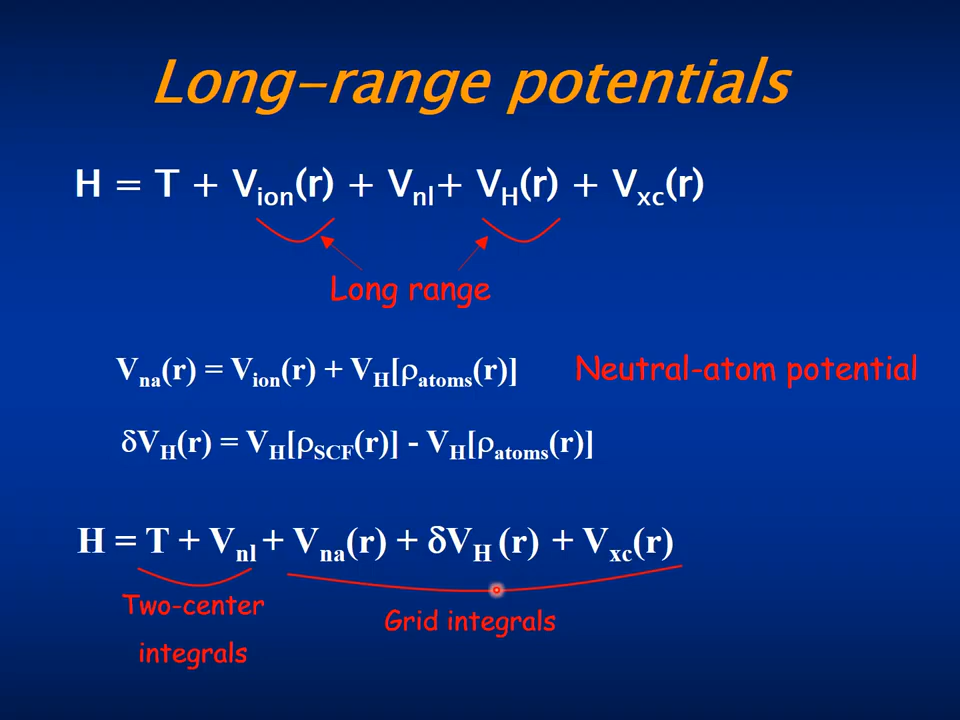 Long-range potentials
H = T + V_ion(r) + V_nl + V_H(r) + V_xc(r)
Long range
V_na(r) = V_ion(r) + V_H[ρ_atoms(r)] Neutral-atom potential
δV_H(r) = V_H[ρ_SCF(r)] - V_H[ρ_atoms(r)]
H = T + V_nl + V_na(r) + δV_H (r) + V_xc(r)
Two-center
integrals
Grid integrals